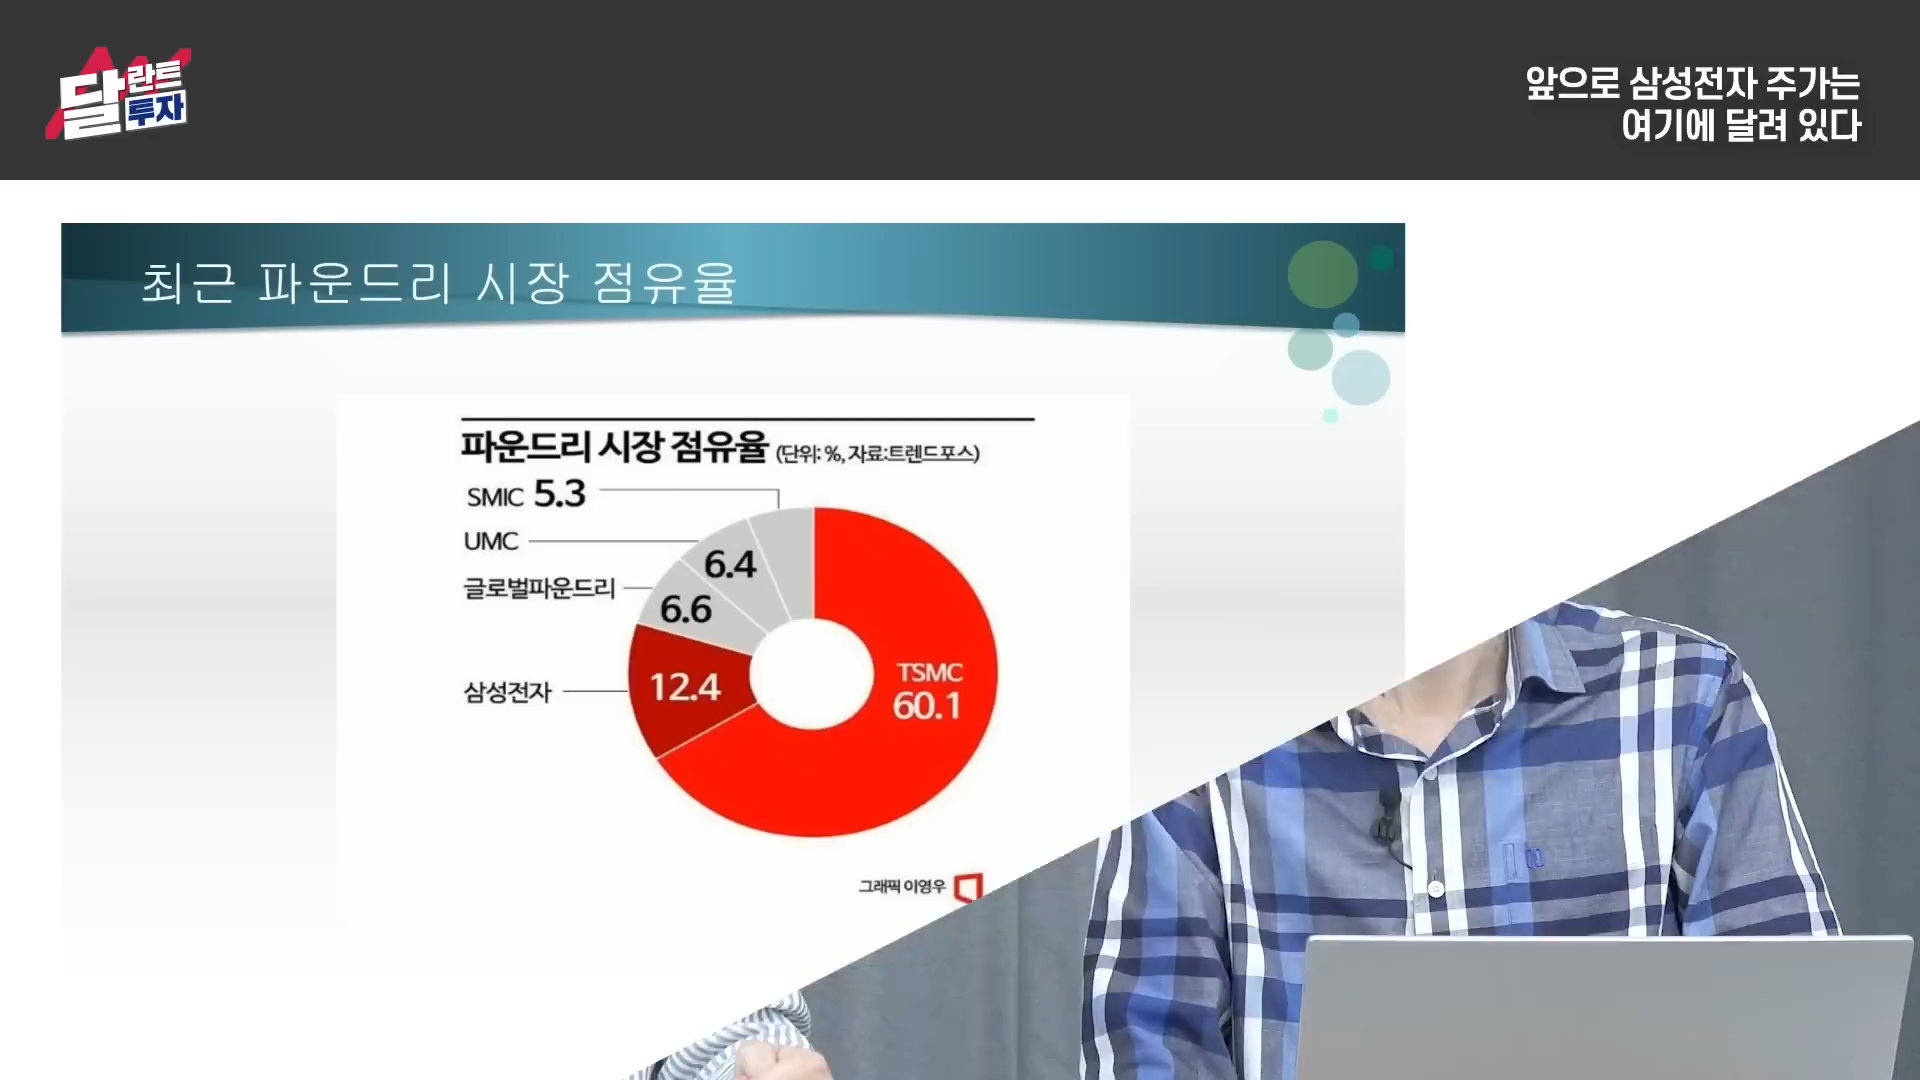 달란트
투자
앞으로 삼성전자 주가는
여기에 달려 있다
최근 파운드리 시장 점유율
파운드리 시장 점유율 (단위: %, 자료:트렌드포스)
SMIC 5.3
UMC 6.4
글로벌파운드리 6.6
삼성전자 12.4
TSMC
60.1
그래픽 이영우